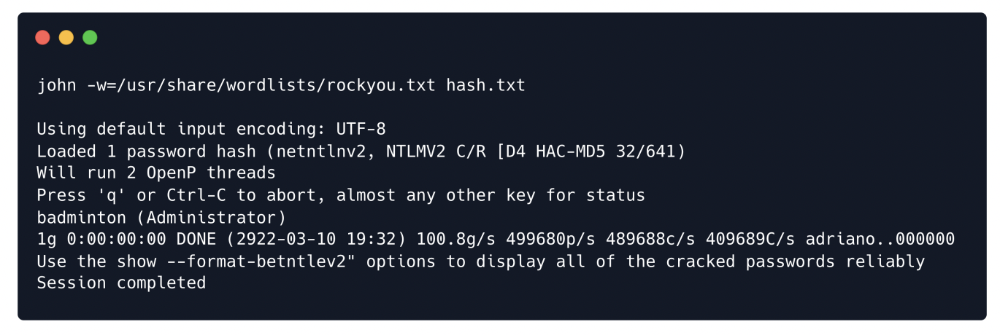 john -w=/usr/share/wordlists/rockyou.txt hash.txt
Using default input encoding: UTF-8
Loaded 1 password hash (netntlnv2, NTLMV2 C/R [D4 HAC-MD5 32/641)
Will run 2 OpenP threads
Press 'q' or Ctrl-C to abort, almost any other key for status
badminton (Administrator)
1g 0:00:00:00 DONE (2922-03-10 19:32) 100.8g/s 499680p/s 489688c/s 409689C/s adriano..000000
Use the show --format-betntlev2" options to display all of the cracked passwords reliably
Session completed